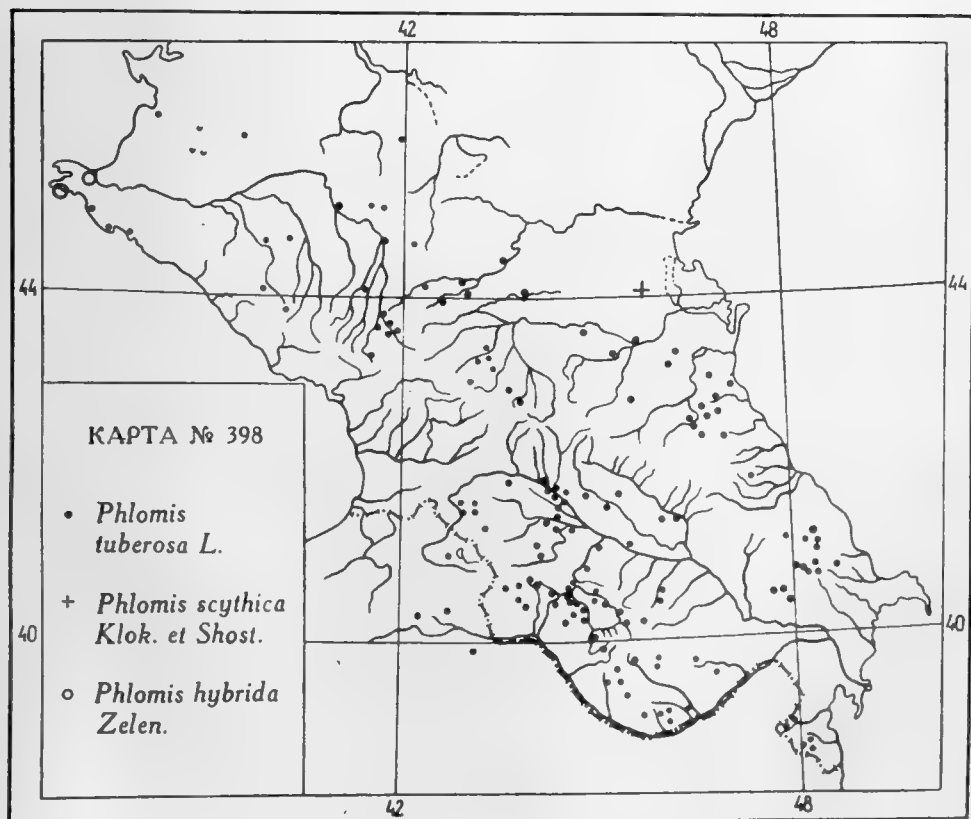 42 48
44 44
КАРТА № 398
• Phlomis
tuberosa L.
+ Phlomis scythica
Klok. et Shost.
40 40
o Phlomis hybrida
Zelen.
42 48